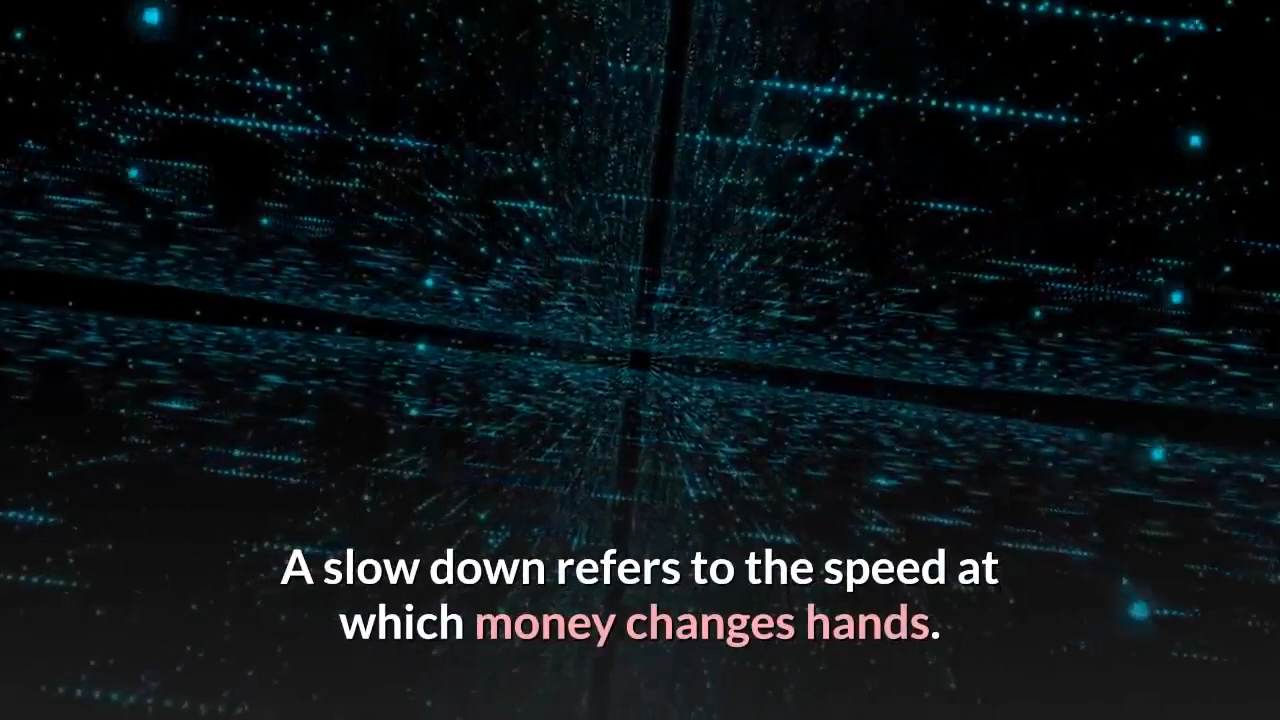 A slow down refers to the speed at
which money changes hands.